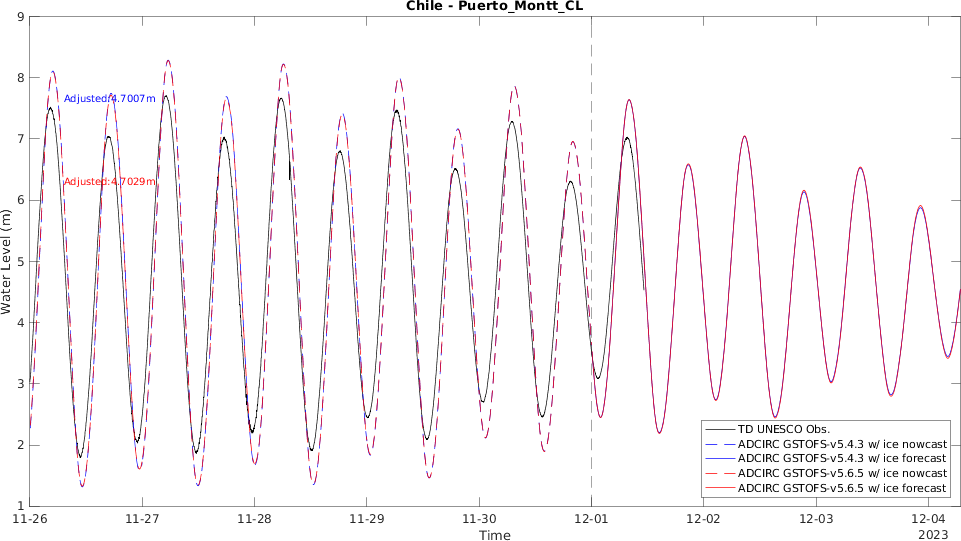 Chile - Puerto_Montt_CL
9
8
7
6
5
4
3
2
1
Water Level (m)
Adjusted:4.7007m
Adjusted:4.7029m
TD UNESCO Obs.
ADCIRC GSTOFS-v5.4.3 w/ ice nowcast
ADCIRC GSTOFS-v5.4.3 w/ ice forecast
ADCIRC GSTOFS-v5.6.5 w/ ice nowcast
ADCIRC GSTOFS-v5.6.5 w/ ice forecast
11-26 11-27 11-28 11-29 11-30 12-01 12-02 12-03 12-04
Time
2023